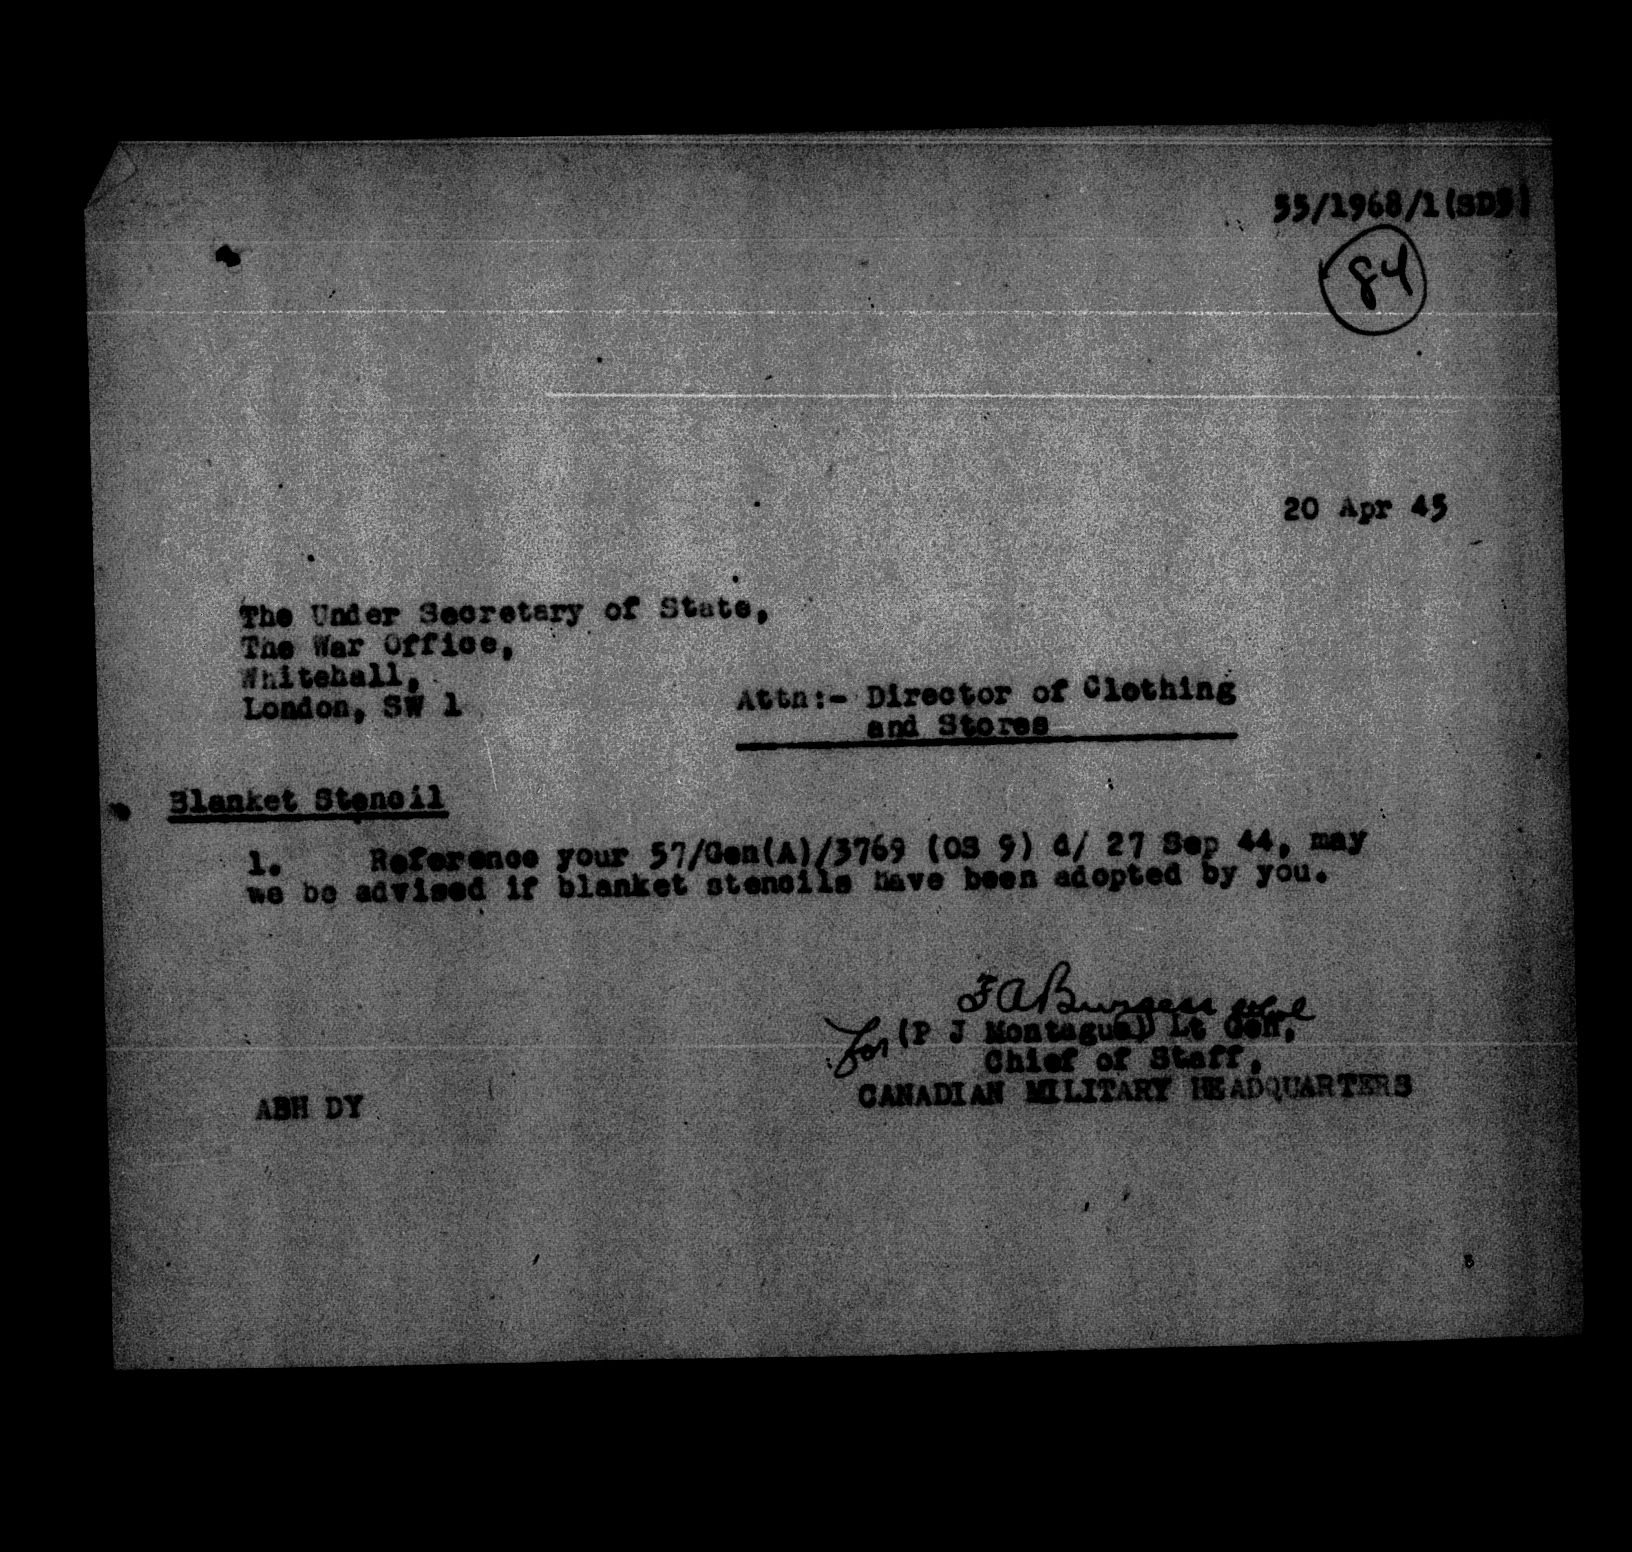 55/1968/1(SD5)
84
20 Apr 45
The Under Secretary of State,
The War Office,
Whitehall,
London, SW 1
Attn:- Director of Clothing
and Stores
Blanket Stencil
1. Reference your 57/Gen(A)/3769 (OS 9) d/ 27 Sep 44, may
we be advised if blanket stencils have been adopted by you.
F A Burgess
for (P J Montague) Lt Gen,
Chief of Staff,
CANADIAN MILITARY HEADQUARTERS
ABH DY